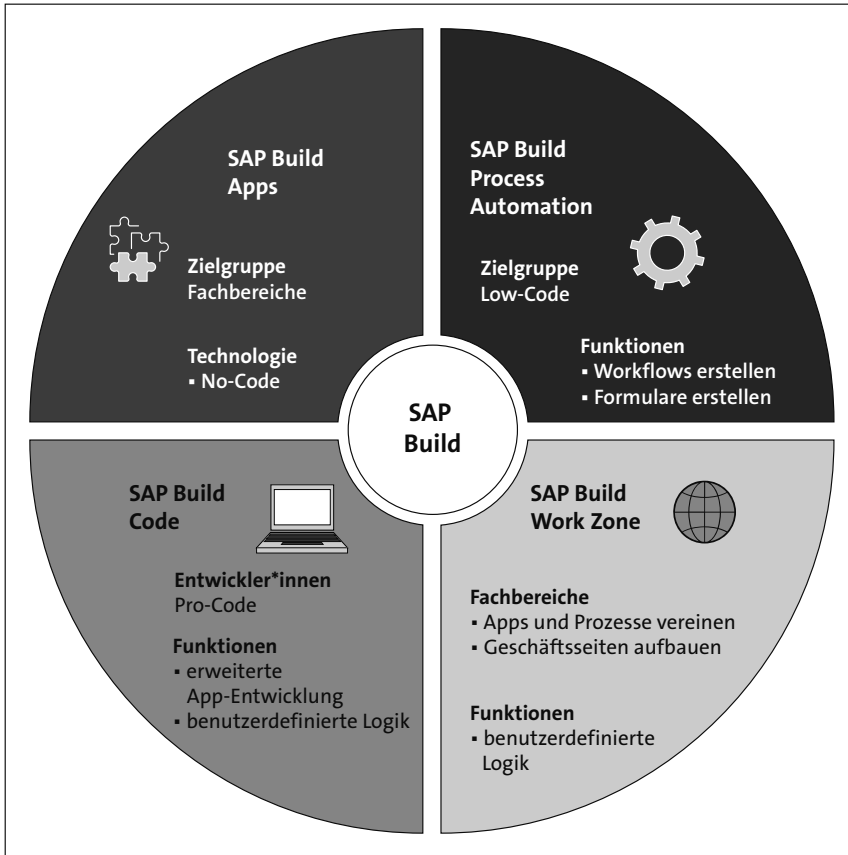 SAP Build
Apps
Zielgruppe
Fachbereiche
Technologie
▪ No-Code
SAP Build
Process
Automation
Zielgruppe
Low-Code
Funktionen
▪ Workflows erstellen
▪ Formulare erstellen
SAP
Build
SAP Build
Code
Entwickler*innen
Pro-Code
Funktionen
▪ erweiterte
App-Entwicklung
▪ benutzerdefinierte Logik
SAP Build
Work Zone
Fachbereiche
▪ Apps und Prozesse vereinen
▪ Geschäftsseiten aufbauen
Funktionen
▪ benutzerdefinierte
Logik